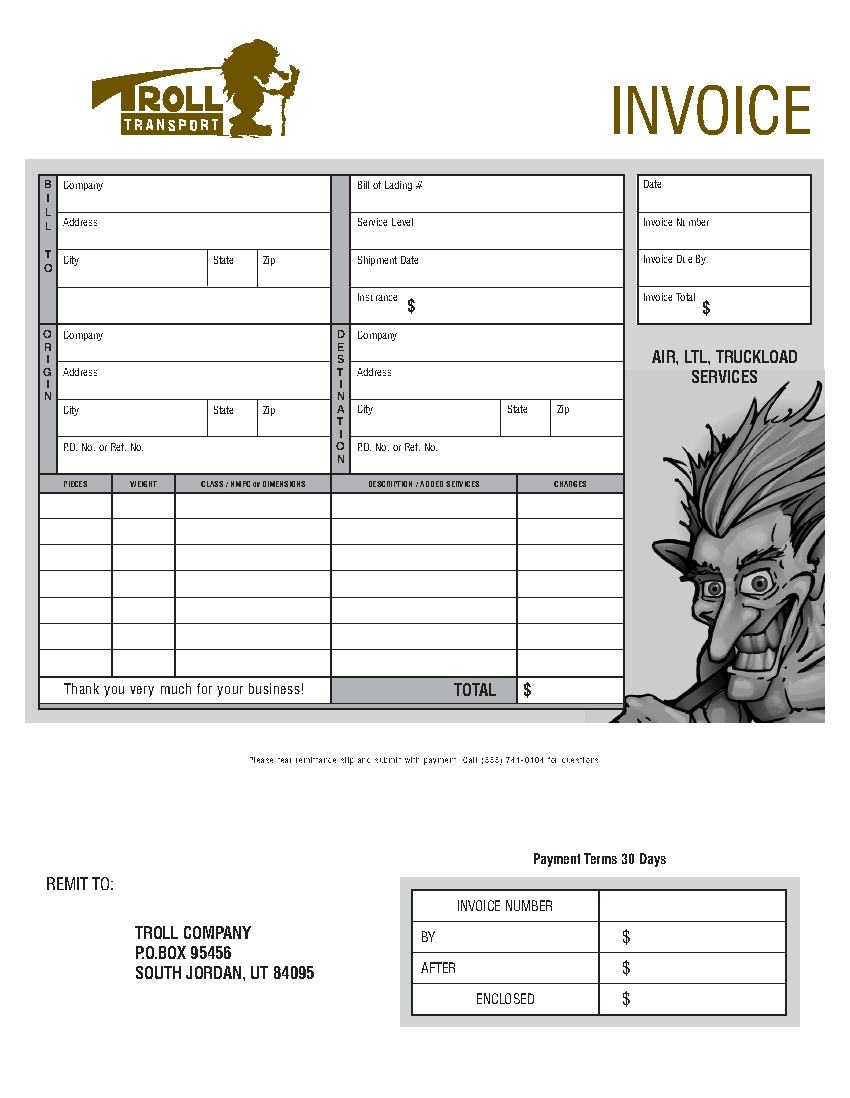 TROLL
TRANSPORT
INVOICE
BILL TO
Company
Address
City State Zip
Bill of Lading #
Service Level
Shipment Date
Insurance $
Date
Invoice Number
Invoice Due By
Invoice Total $
ORIGIN
Company
Address
City State Zip
P.O. No. or Ref. No.
DESTINATION
Company
Address
City State Zip
P.O. No. or Ref. No.
AIR, LTL, TRUCKLOAD
SERVICES
PIECES WEIGHT CLASS / NMFC or DIMENSIONS DESCRIPTION / ADDED SERVICES CHARGES
Thank you very much for your business! TOTAL $
Please tear remittance slip and submit with payment. Call for questions
Payment Terms 30 Days
REMIT TO:
TROLL COMPANY
P.O.BOX 95456
SOUTH JORDAN, UT 84095
INVOICE NUMBER
BY $
AFTER $
ENCLOSED $